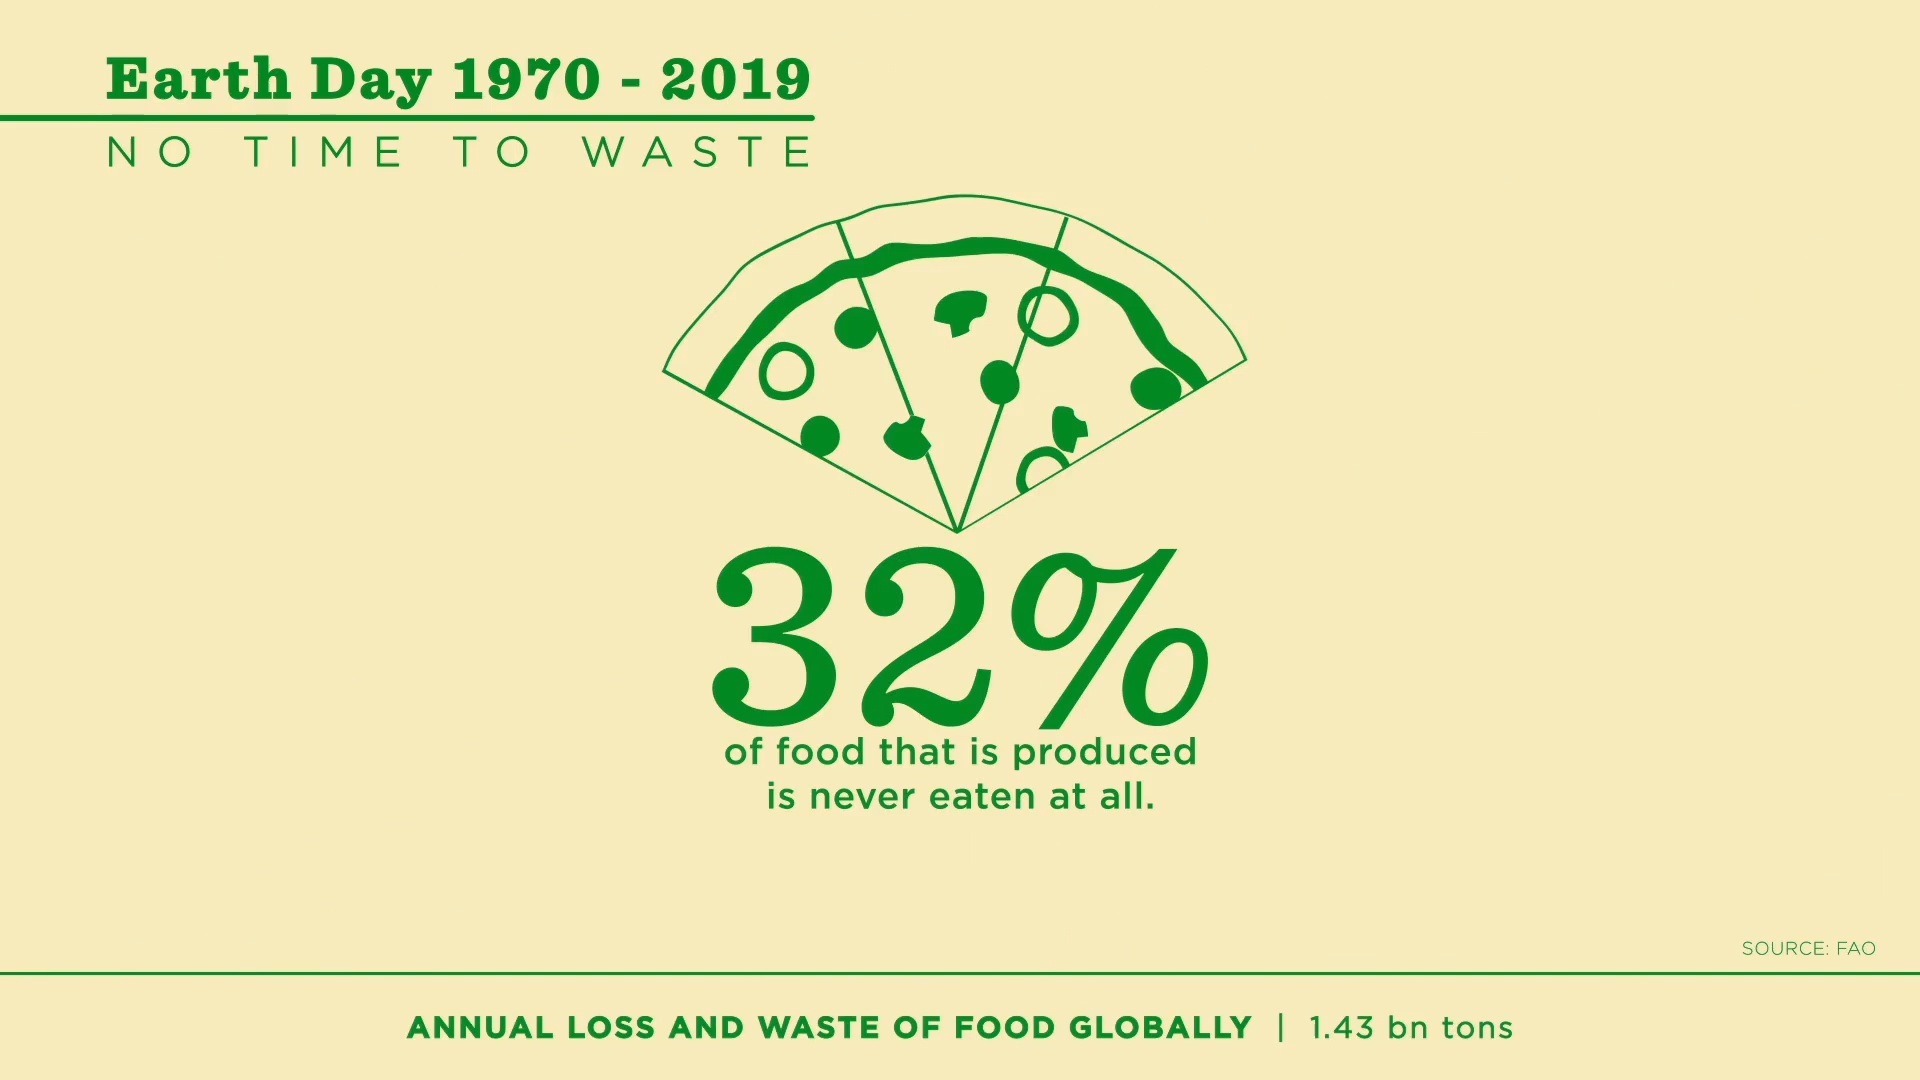 Earth Day 1970 - 2019
NO TIME TO WASTE
32%
of food that is produced
is never eaten at all.
SOURCE: FAO
ANNUAL LOSS AND WASTE OF FOOD GLOBALLY | 1.43 bn tons